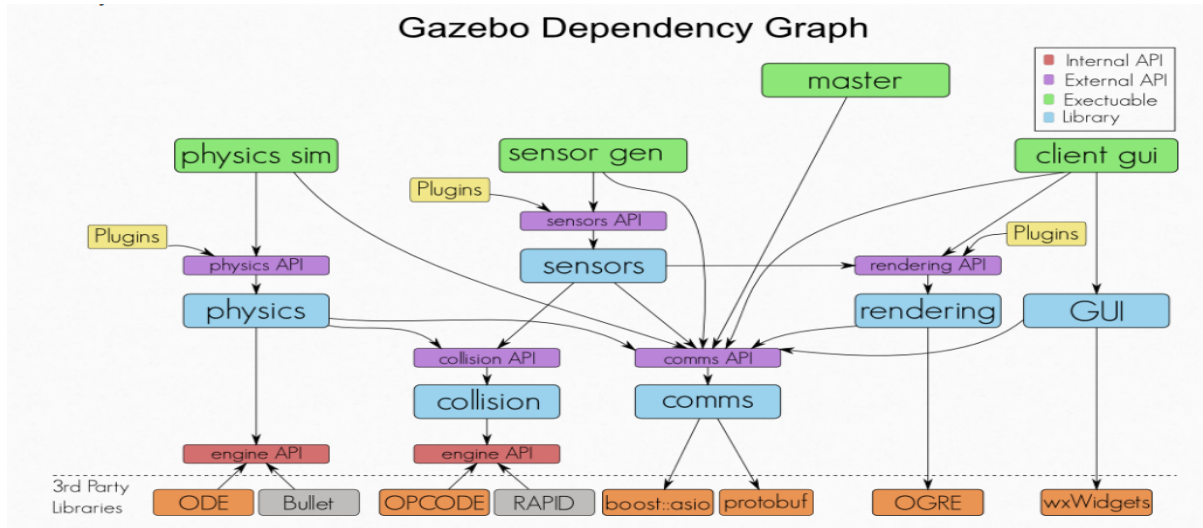 Gazebo Dependency Graph
Internal API
External API
Exectuable
Library
master
physics sim
sensor gen
client gui
Plugins
sensors API
Plugins
Plugins
physics API
sensors
rendering API
physics
rendering
GUI
collision API
comms API
collision
comms
engine API
engine API
3rd Party
Libraries
ODE
Bullet
OPCODE
RAPID
boost::asio
protobuf
OGRE
wxWidgets